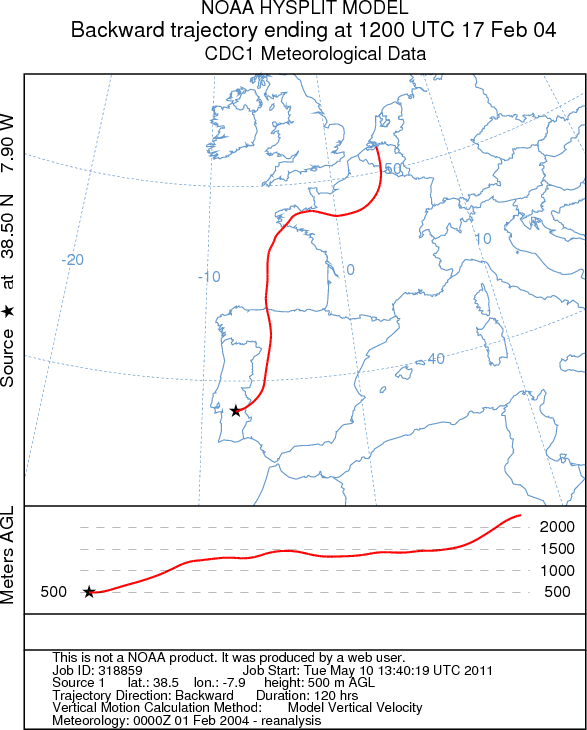 NOAA HYSPLIT MODEL
Backward trajectory ending at 1200 UTC 17 Feb 04
CDC1 Meteorological Data
Source ★ at 38.50 N 7.90 W
50
-20
-10
0
10
40
Meters AGL
2000
1500
1000
500
500
This is not a NOAA product. It was produced by a web user.
Job ID: 318859 Job Start: Tue May 10 13:40:19 UTC 2011
Source 1 lat.: 38.5 lon.: -7.9 height: 500 m AGL
Trajectory Direction: Backward Duration: 120 hrs
Vertical Motion Calculation Method: Model Vertical Velocity
Meteorology: 0000Z 01 Feb 2004 - reanalysis